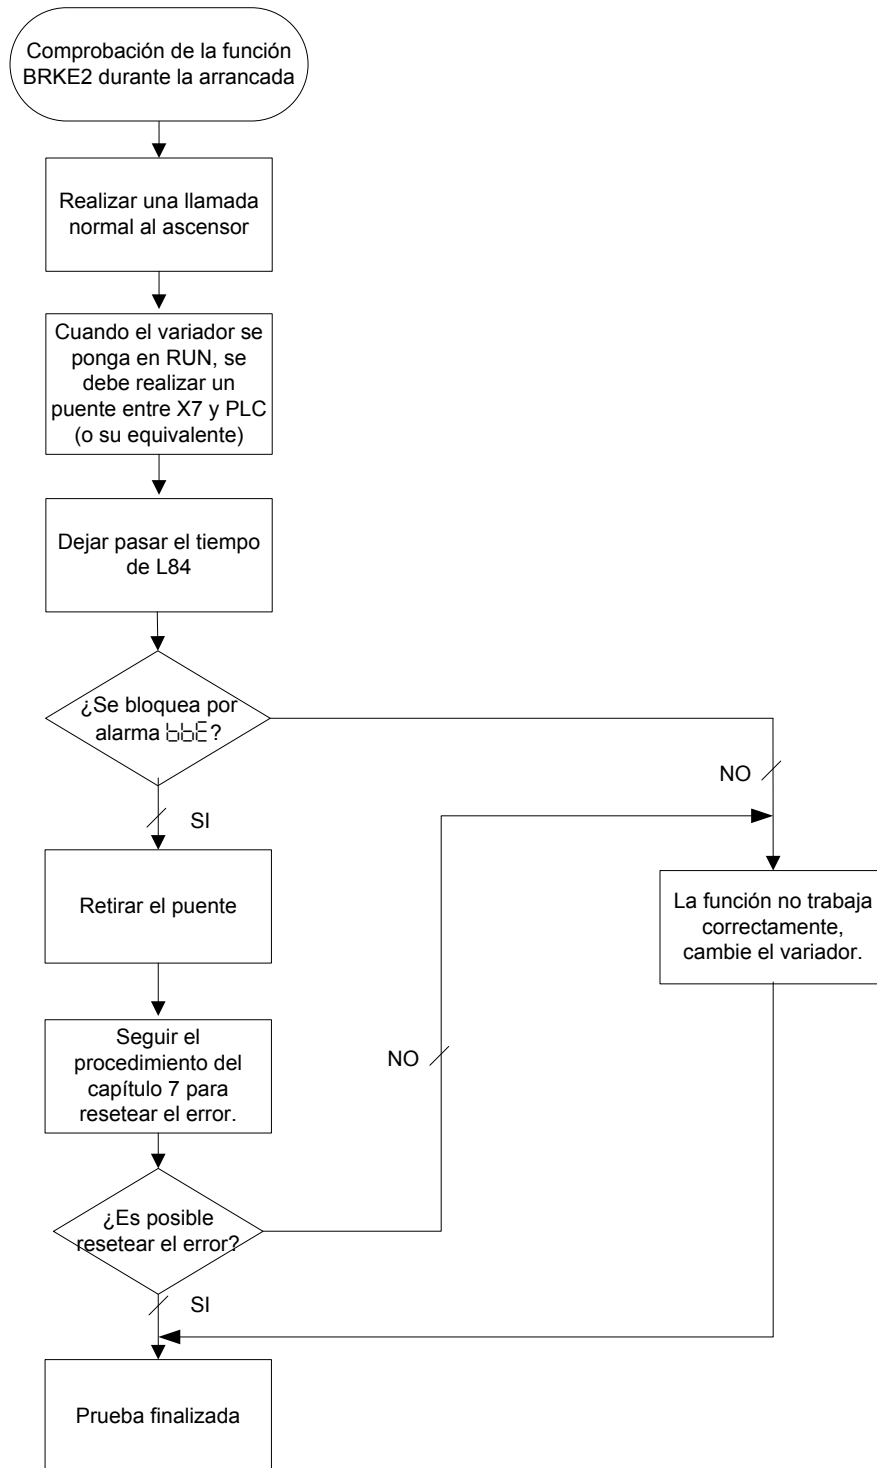 Comprobación de la función
BRKE2 durante la arrancada
Realizar una llamada
normal al ascensor
Cuando el variador se
ponga en RUN, se
debe realizar un
puente entre X7 y PLC
(o su equivalente)
Dejar pasar el tiempo
de L84
¿Se bloquea por
alarma bbE?
NO
SI
Retirar el puente
La función no trabaja
correctamente,
cambie el variador.
Seguir el
procedimiento del
capítulo 7 para
resetear el error.
NO
¿Es posible
resetear el error?
SI
Prueba finalizada